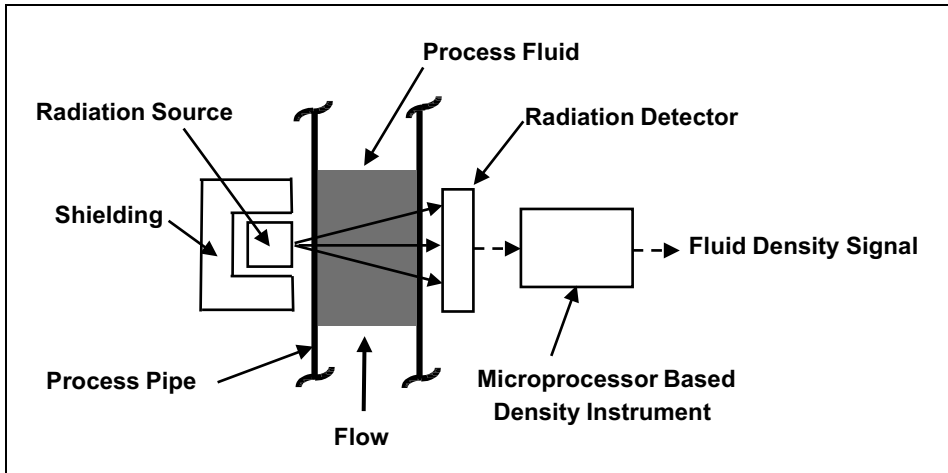 Process Fluid
Radiation Source
Radiation Detector
Shielding
Fluid Density Signal
Process Pipe
Microprocessor Based
Density Instrument
Flow